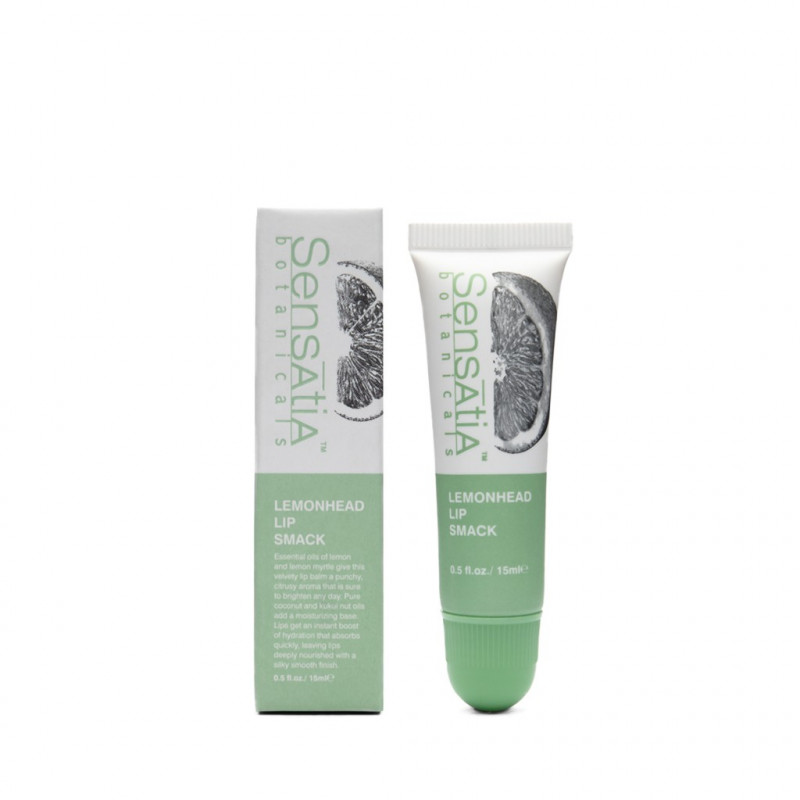 SensAtiA™
botanicals
LEMONHEAD
LIP
SMACK
Essential oils of lemon
and lemon myrtle give this
velvety lip balm a punchy,
citrusy aroma that is sure
to brighten any day. Pure
coconut and kukui nut oils
add a moisturizing base.
Lips get an instant boost
of hydration that absorbs
quickly, leaving lips
deeply nourished with a
silky smooth finish.
0.5 fl.oz./ 15ml℮
SensAtiA™
botanicals
LEMONHEAD
LIP
SMACK
0.5 fl.oz./ 15ml℮